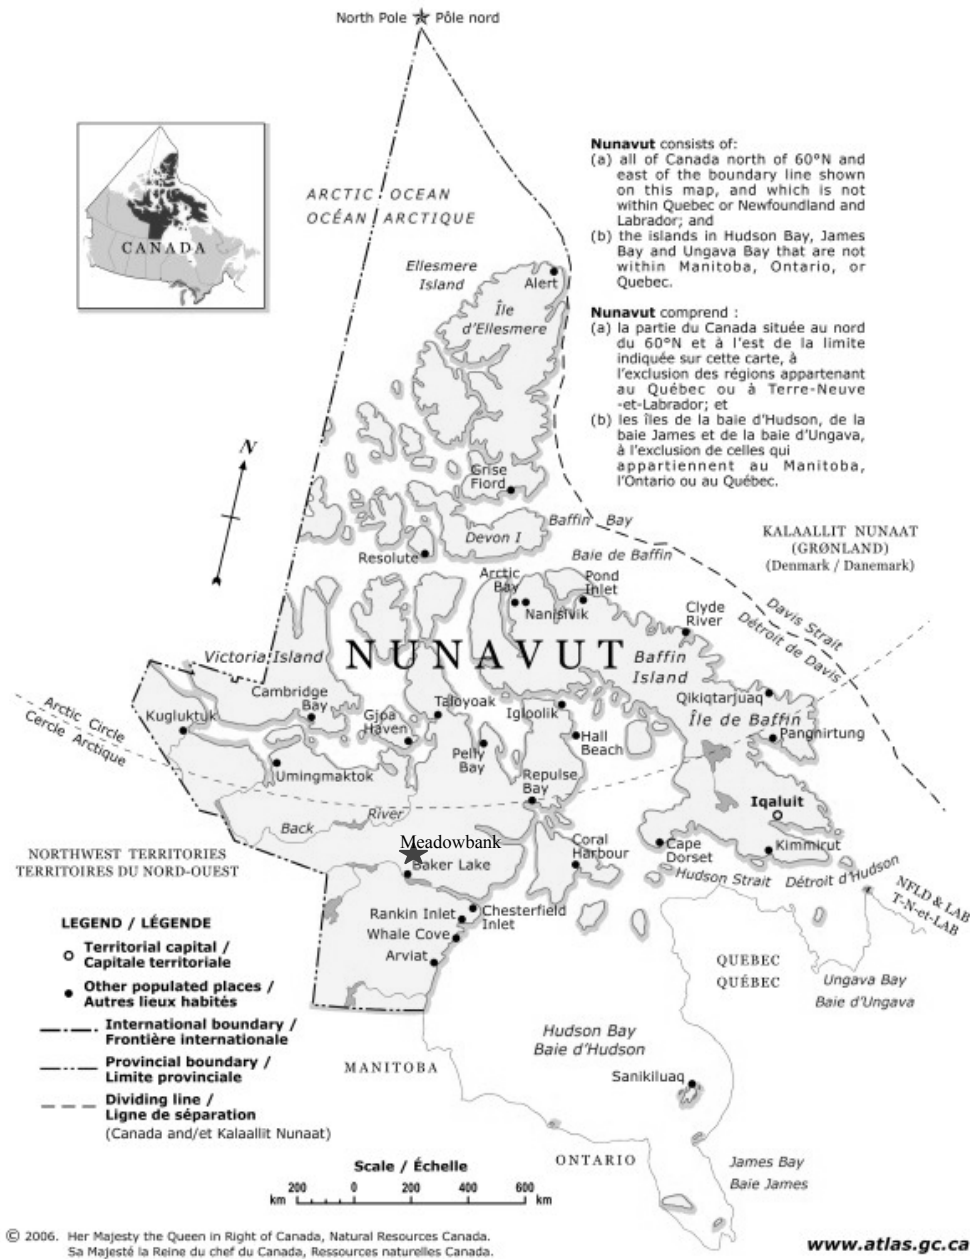 North Pole Pôle nord
ARCTIC OCEAN
OCÉAN ARCTIQUE
CANADA
Nunavut consists of:
(a) all of Canada north of 60°N and
east of the boundary line shown
on this map, and which is not
within Quebec or Newfoundland and
Labrador; and
(b) the islands in Hudson Bay, James
Bay and Ungava Bay that are not
within Manitoba, Ontario, or
Quebec.
Nunavut comprend :
(a) la partie du Canada située au nord
du 60°N et à l'est de la limite
indiquée sur cette carte, à
l'exclusion des régions appartenant
au Québec ou à Terre-Neuve
-et-Labrador; et
(b) les îles de la baie d'Hudson, de la
baie James et de la baie d'Ungava,
à l'exclusion de celles qui
appartiennent au Manitoba,
l'Ontario ou au Québec.
Ellesmere
Island
Alert
Île
d'Ellesmere
N
Grise
Fiord
Devon I
Baffin Bay
Baie de Baffin
KALAALLIT NUNAAT
(GRØNLAND)
(Denmark / Danemark)
Resolute
Arctic
Bay
Nanisivik
Pond
Inlet
Clyde
River
Davis Strait
Détroit de Davis
NUNAVUT
Victoria Island
Baffin
Island
Qikiqtarjuaq
Île de Baffin
Pangnirtung
Cambridge
Bay
Kugluktuk
Arctic Circle
Cercle Arctique
Gjoa
Haven
Taloyoak
Igloolik
Hall
Beach
Pelly
Bay
Umingmaktok
Repulse
Bay
Iqaluit
Back River
Meadowbank
Baker Lake
Coral
Harbour
Cape
Dorset
Kimmirut
Hudson Strait Détroit d'Hudson
NORTHWEST TERRITORIES
TERRITOIRES DU NORD-OUEST
NFLD & LAB
T-N-et-LAB
Rankin Inlet
Chesterfield
Inlet
Whale Cove
Arviat
QUEBEC
QUÉBEC
Ungava Bay
Baie d'Ungava
Hudson Bay
Baie d'Hudson
MANITOBA
Sanikiluaq
ONTARIO
James Bay
Baie James
LEGEND / LÉGENDE
Territorial capital /
Capitale territoriale
Other populated places /
Autres lieux habités
International boundary /
Frontière internationale
Provincial boundary /
Limite provinciale
Dividing line /
Ligne de séparation
(Canada and/et Kalaallit Nunaat)
Scale / Échelle
km 200 0 200 400 600 km
© 2006. Her Majesty the Queen in Right of Canada, Natural Resources Canada.
Sa Majesté la Reine du chef du Canada, Ressources naturelles Canada.
www.atlas.gc.ca